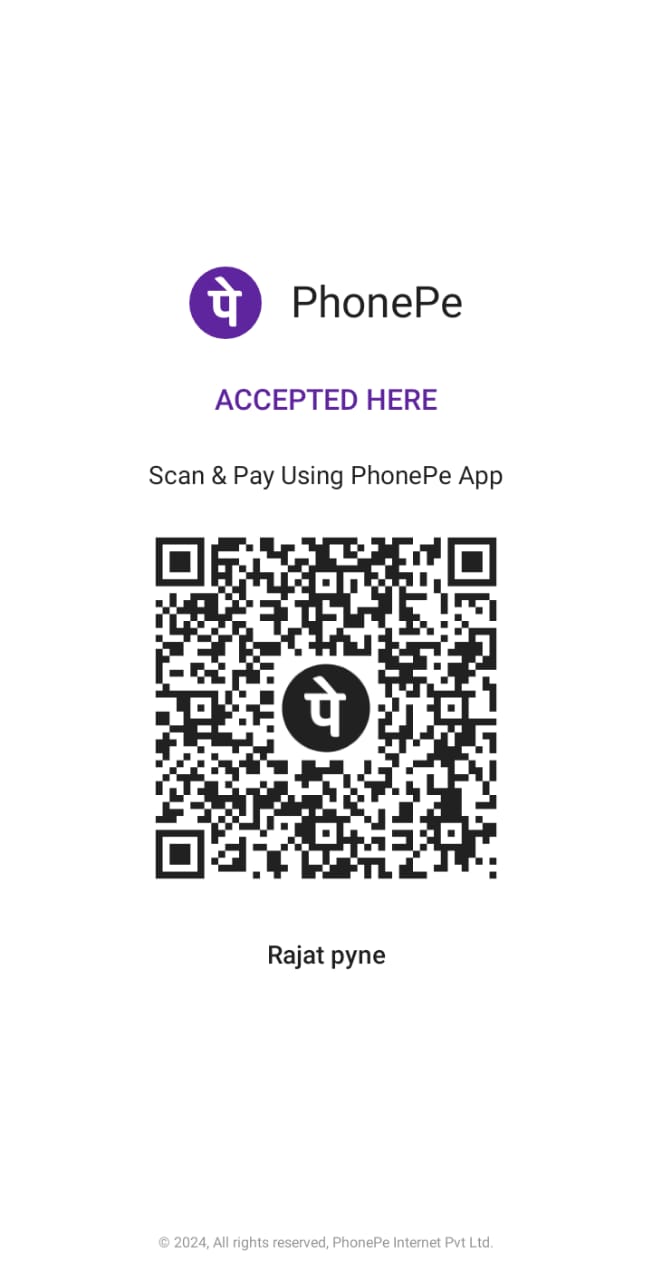 पे PhonePe
ACCEPTED HERE
Scan & Pay Using PhonePe App
पे
Rajat pyne
© 2024, All rights reserved, PhonePe Internet Pvt Ltd.